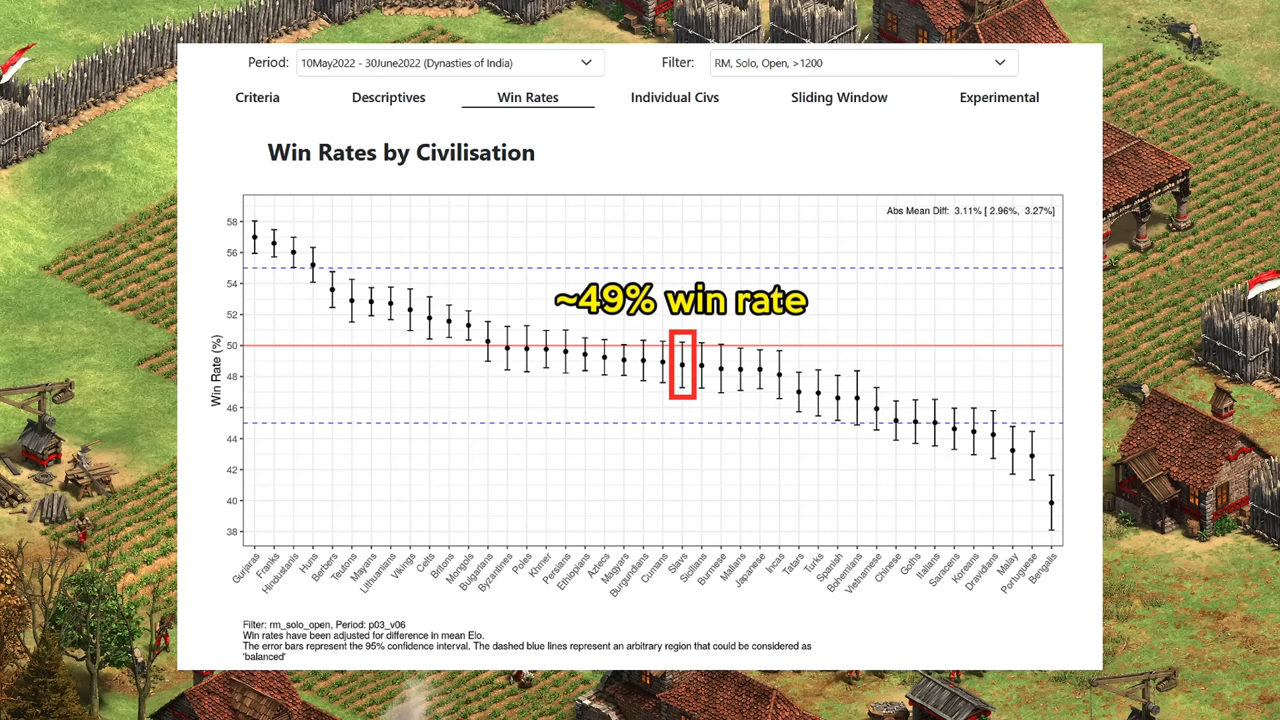 Period: 10May2022 - 30June2022 (Dynasties of India) Filter: RM, Solo, Open, >1200
Criteria Descriptives Win Rates Individual Civs Sliding Window Experimental
Win Rates by Civilisation
Abs Mean Diff: 3.11% [ 2.96%, 3.27%]
~49% win rate
Win Rate (%)
58
56
54
52
50
48
46
44
42
40
38
Gurjaras Franks Hindustanis Huns Berbers Teutons Mayans Lithuanians Vikings Celts Britons Mongols Bulgarians Byzantines Poles Khmer Persians Ethiopians Aztecs Magyars Burgundians Cumans Slavs Sicilians Burmese Malians Japanese Incas Tatars Turks Spanish Bohemians Vietnamese Chinese Goths Italians Saracens Koreans Dravidians Malay Portuguese Bengalis
Filter: rm_solo_open, Period: p03_v06
Win rates have been adjusted for difference in mean Elo.
The error bars represent the 95% confidence interval. The dashed blue lines represent an arbitrary region that could be considered as
'balanced'